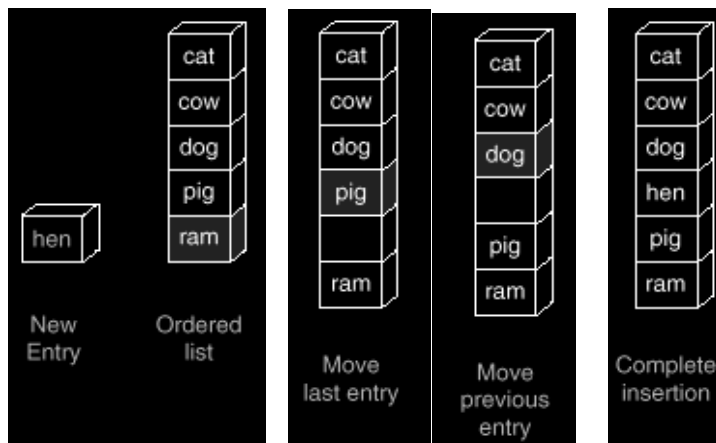 hen
New
Entry
cat
cow
dog
pig
ram
Ordered
list
cat
cow
dog
pig
ram
Move
last entry
cat
cow
dog
pig
ram
Move
previous
entry
cat
cow
dog
hen
pig
ram
Complete
insertion